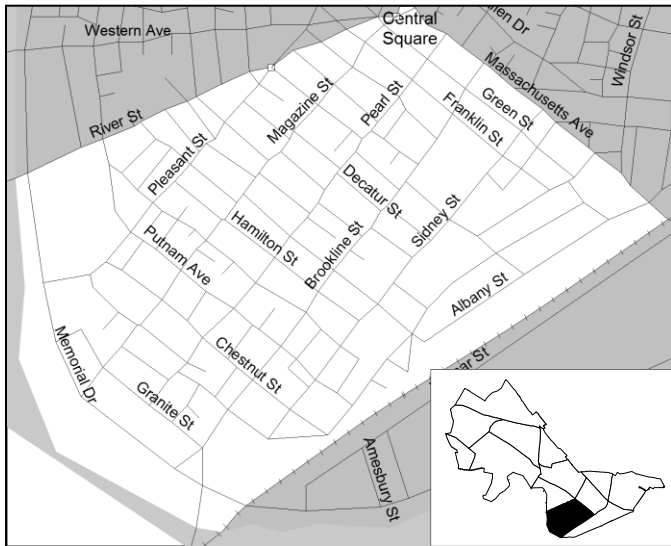 Western Ave
Central
Square
Windsor St
Massachusetts Ave
River St
Magazine St
Pearl St
Franklin St
Green St
Pleasant St
Decatur St
Sidney St
Hamilton St
Brookline St
Putnam Ave
Albany St
Memorial Dr
Chestnut St
Granite St
Amesbury St